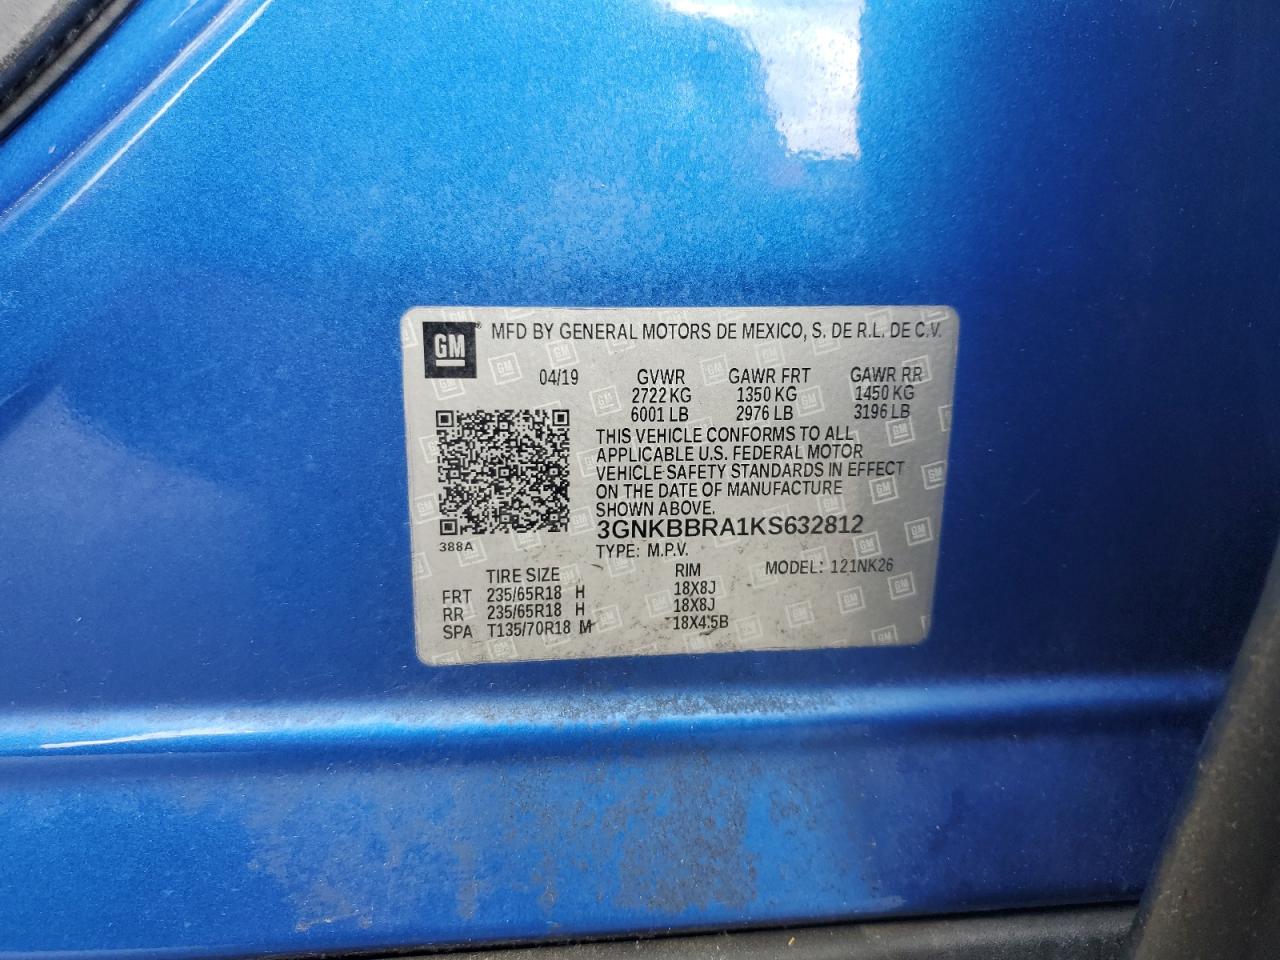 GM
MFD BY GENERAL MOTORS DE MEXICO, S. DE R.L. DE C.V.
04/19 GVWR GAWR FRT GAWR RR
2722 KG 1350 KG 1450 KG
6001 LB 2976 LB 3196 LB
THIS VEHICLE CONFORMS TO ALL
APPLICABLE U.S. FEDERAL MOTOR
VEHICLE SAFETY STANDARDS IN EFFECT
ON THE DATE OF MANUFACTURE
SHOWN ABOVE.
3GNKBBRA1KS632812
388A
TYPE: M.P.V.
MODEL: 121NK26
TIRE SIZE RIM
FRT 235/65R18 H 18X8J
RR 235/65R18 H 18X8J
SPA T135/70R18 M 18X4.5B